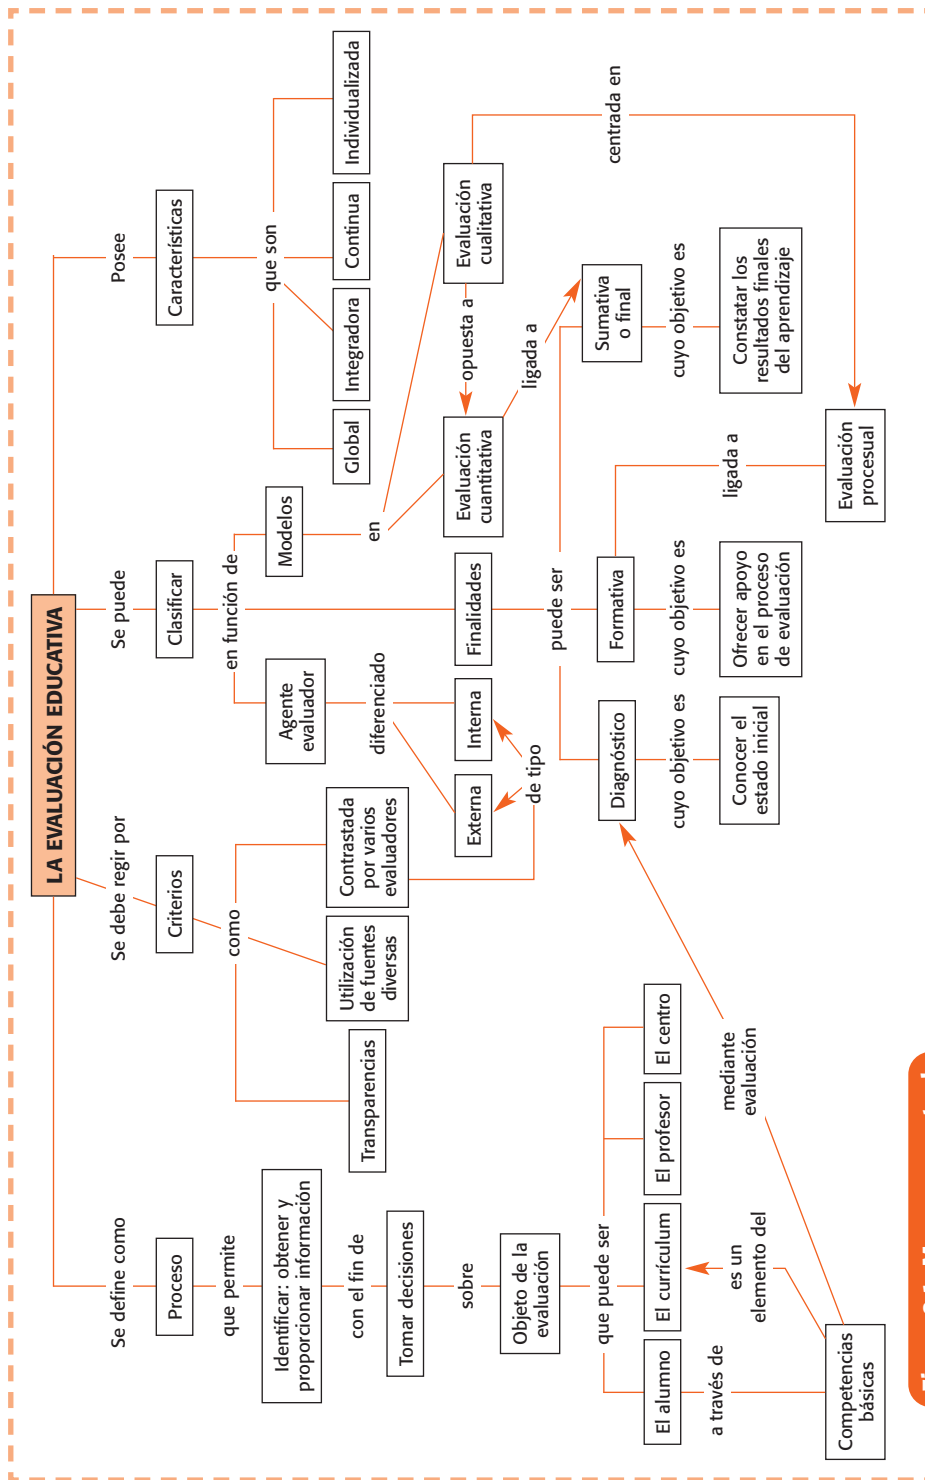 LA EVALUACIÓN EDUCATIVA
Se define como
Se debe regir por
Se puede
Posee
Proceso
Criterios
Clasificar
Características
que permite
como
en función de
que son
Identificar: obtener y
proporcionar información
Transparencias
Utilización
de fuentes
diversas
Contrastada
por varios
evaluadores
Agente
evaluador
Modelos
Global
Integradora
Continua
Individualizada
con el fin de
diferenciado
en
Tomar decisiones
Externa
Interna
Finalidades
Evaluación
cuantitativa
opuesta a
Evaluación
cualitativa
sobre
de tipo
ligada a
centrada en
Objeto de la
evaluación
puede ser
que puede ser
Diagnóstico
Formativa
Sumativa
o final
El alumno
El currículum
El profesor
El centro
cuyo objetivo es
cuyo objetivo es
cuyo objetivo es
a través de
es un
elemento del
mediante
evaluación
Conocer el
estado inicial
Ofrecer apoyo
en el proceso
de evaluación
ligada a
Constatar los
resultados finales
del aprendizaje
Competencias
básicas
Evaluación
procesual